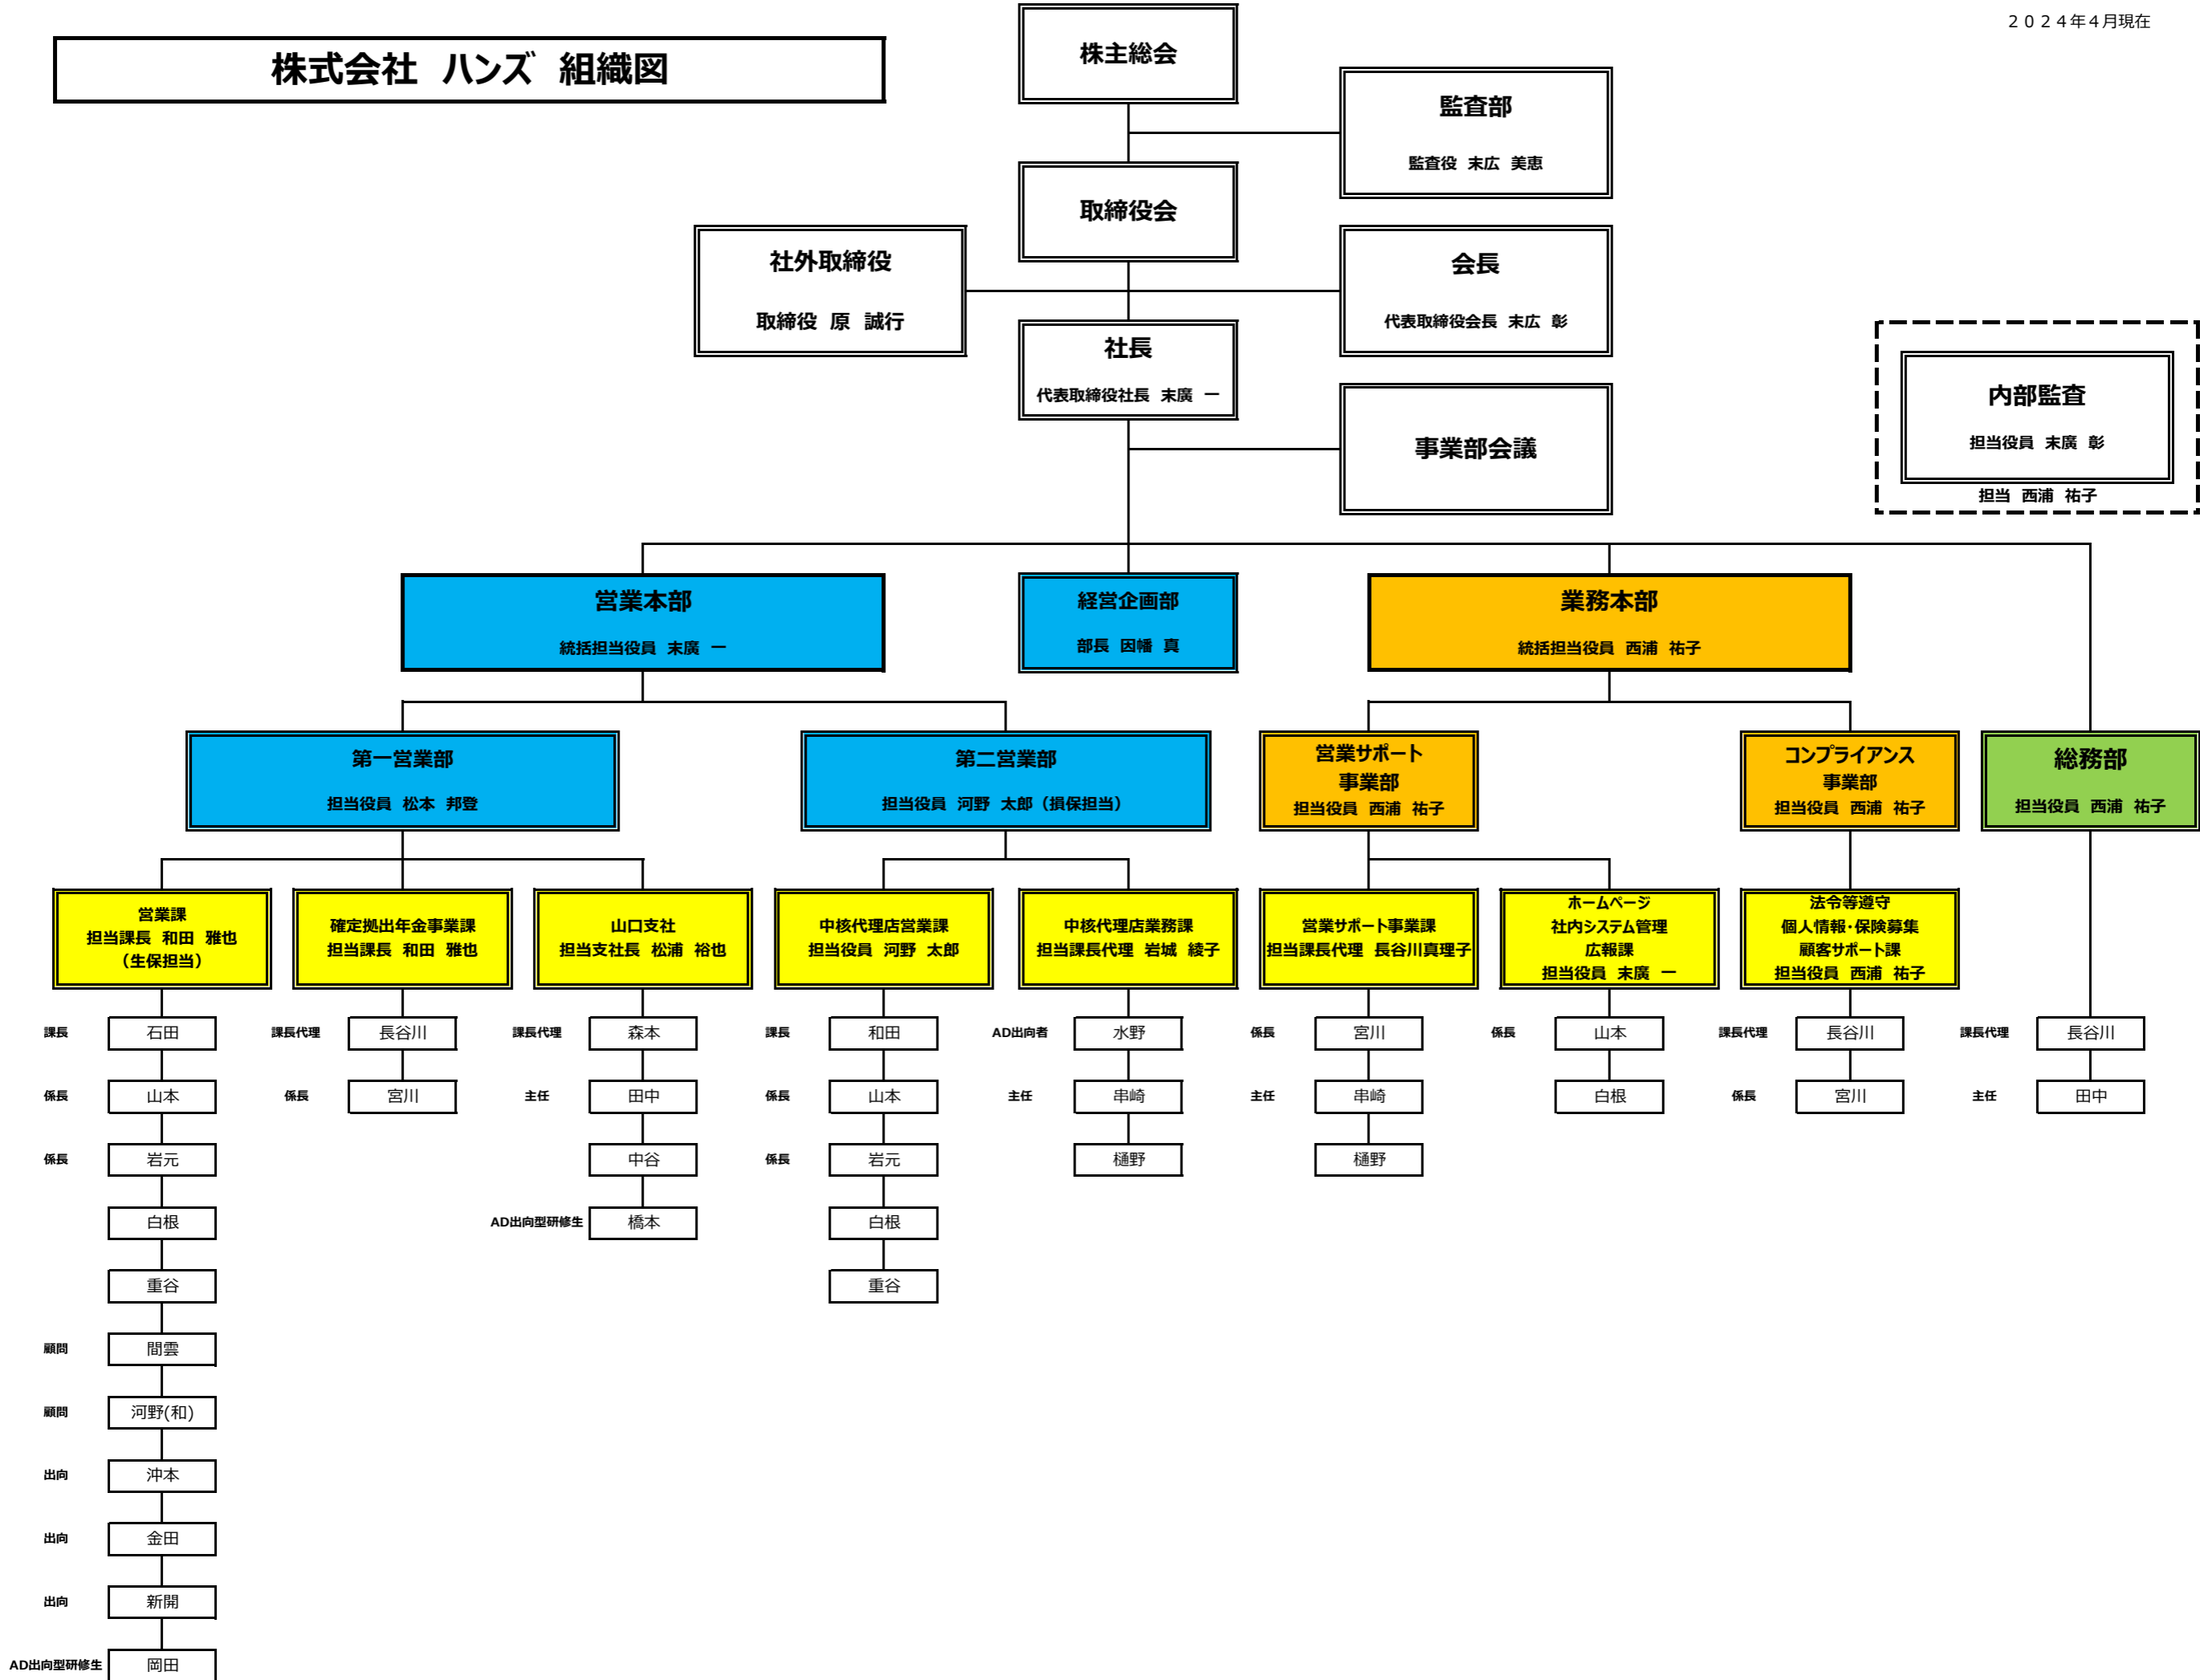 ２０２４年４月現在
株式会社 ハンズ 組織図
株主総会
監査部
監査役 末広 美恵
取締役会
社外取締役
取締役 原 誠行
会長
代表取締役会長 末広 彰
社長
代表取締役社長 末廣 一
事業部会議
内部監査
担当役員 末廣 彰
担当 西浦 祐子
営業本部
統括担当役員 末廣 一
経営企画部
部長 因幡 真
業務本部
統括担当役員 西浦 祐子
第一営業部
担当役員 松本 邦登
第二営業部
担当役員 河野 太郎（損保担当）
営業サポート
事業部
担当役員 西浦 祐子
コンプライアンス
事業部
担当役員 西浦 祐子
総務部
担当役員 西浦 祐子
営業課
担当課長 和田 雅也
（生保担当）
課長 石田
係長 山本
係長 岩元
白根
重谷
顧問 間雲
顧問 河野(和)
出向 沖本
出向 金田
出向 新開
AD出向型研修生 岡田
確定拠出年金事業課
担当課長 和田 雅也
課長代理 長谷川
係長 宮川
山口支社
担当支社長 松浦 裕也
課長代理 森本
主任 田中
中谷
AD出向型研修生 橋本
中核代理店営業課
担当役員 河野 太郎
課長 和田
係長 山本
係長 岩元
白根
重谷
中核代理店業務課
担当課長代理 岩城 綾子
AD出向者 水野
主任 串崎
樋野
営業サポート事業課
担当課長代理 長谷川真理子
係長 宮川
主任 串崎
樋野
ホームページ
社内システム管理
広報課
担当役員 末廣 一
係長 山本
白根
法令等遵守
個人情報・保険募集
顧客サポート課
担当役員 西浦 祐子
課長代理 長谷川
係長 宮川
課長代理 長谷川
主任 田中